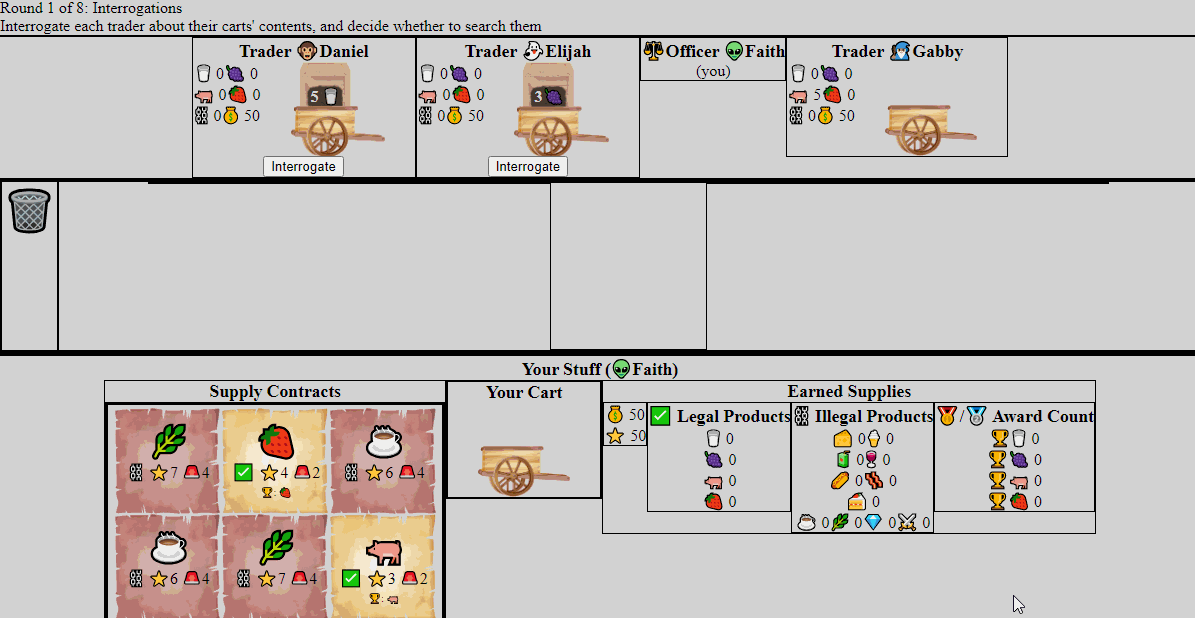 Round 1 of 8: Interrogations
Interrogate each trader about their carts' contents, and decide whether to search them
Trader Daniel
0 0
0 0
0 50
5
Interrogate
Trader Elijah
0 0
0 0
0 50
3
Interrogate
Officer Faith
(you)
Trader Gabby
0 0
5 0
0 50
Your Stuff (Faith)
Supply Contracts
7 4
4 2
:
6 4
6 4
7 4
3 2
:
Your Cart
Earned Supplies
50
50
Legal Products
0
0
0
0
Illegal Products
0 0
0 0
0 0
0
0 0 0 0
/ Award Count
0
0
0
0